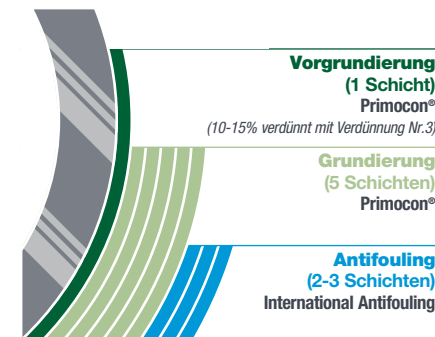 Vorgrundierung
(1 Schicht)
Primocon®
(10-15% verdünnt mit Verdünnung Nr.3)
Grundierung
(5 Schichten)
Primocon®
Antifouling
(2-3 Schichten)
International Antifouling